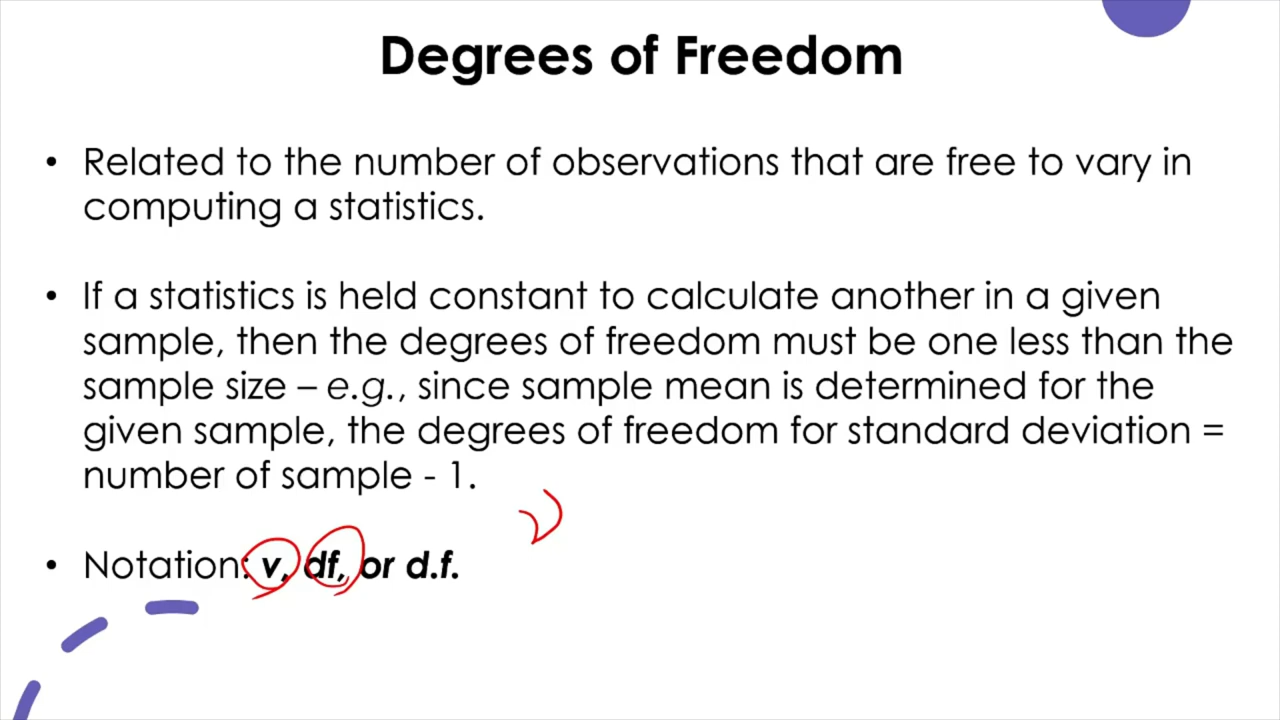 Degrees of Freedom
• Related to the number of observations that are free to vary in
computing a statistics.
• If a statistics is held constant to calculate another in a given
sample, then the degrees of freedom must be one less than the
sample size – e.g., since sample mean is determined for the
given sample, the degrees of freedom for standard deviation =
number of sample - 1.
ν
• Notation: v, df, or d.f.